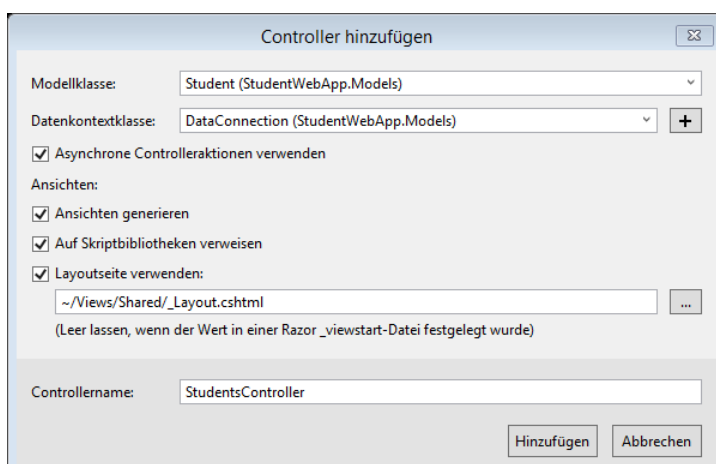 Controller hinzufügen
Modellklasse: Student (StudentWebApp.Models)
Datenkontextklasse: DataConnection (StudentWebApp.Models) +
Asynchrone Controlleraktionen verwenden
Ansichten:
Ansichten generieren
Auf Skriptbibliotheken verweisen
Layoutseite verwenden:
~/Views/Shared/_Layout.cshtml ...
(Leer lassen, wenn der Wert in einer Razor _viewstart-Datei festgelegt wurde)
Controllername: StudentsController
Hinzufügen Abbrechen